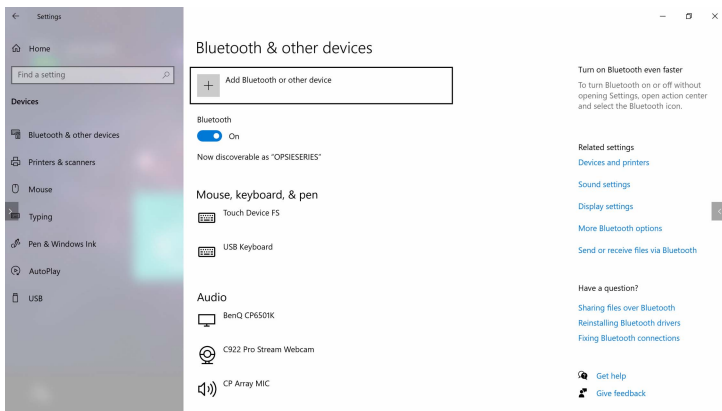 Settings
Home
Find a setting
Devices
Bluetooth & other devices
Printers & scanners
Mouse
Typing
Pen & Windows Ink
AutoPlay
USB
Bluetooth & other devices
Add Bluetooth or other device
Bluetooth
On
Now discoverable as "OPSIESERIES"
Mouse, keyboard, & pen
Touch Device FS
USB Keyboard
Audio
BenQ CP6501K
C922 Pro Stream Webcam
CP Array MIC
Turn on Bluetooth even faster
To turn Bluetooth on or off without
opening Settings, open action center
and select the Bluetooth icon.
Related settings
Devices and printers
Sound settings
Display settings
More Bluetooth options
Send or receive files via Bluetooth
Have a question?
Sharing files over Bluetooth
Reinstalling Bluetooth drivers
Fixing Bluetooth connections
Get help
Give feedback